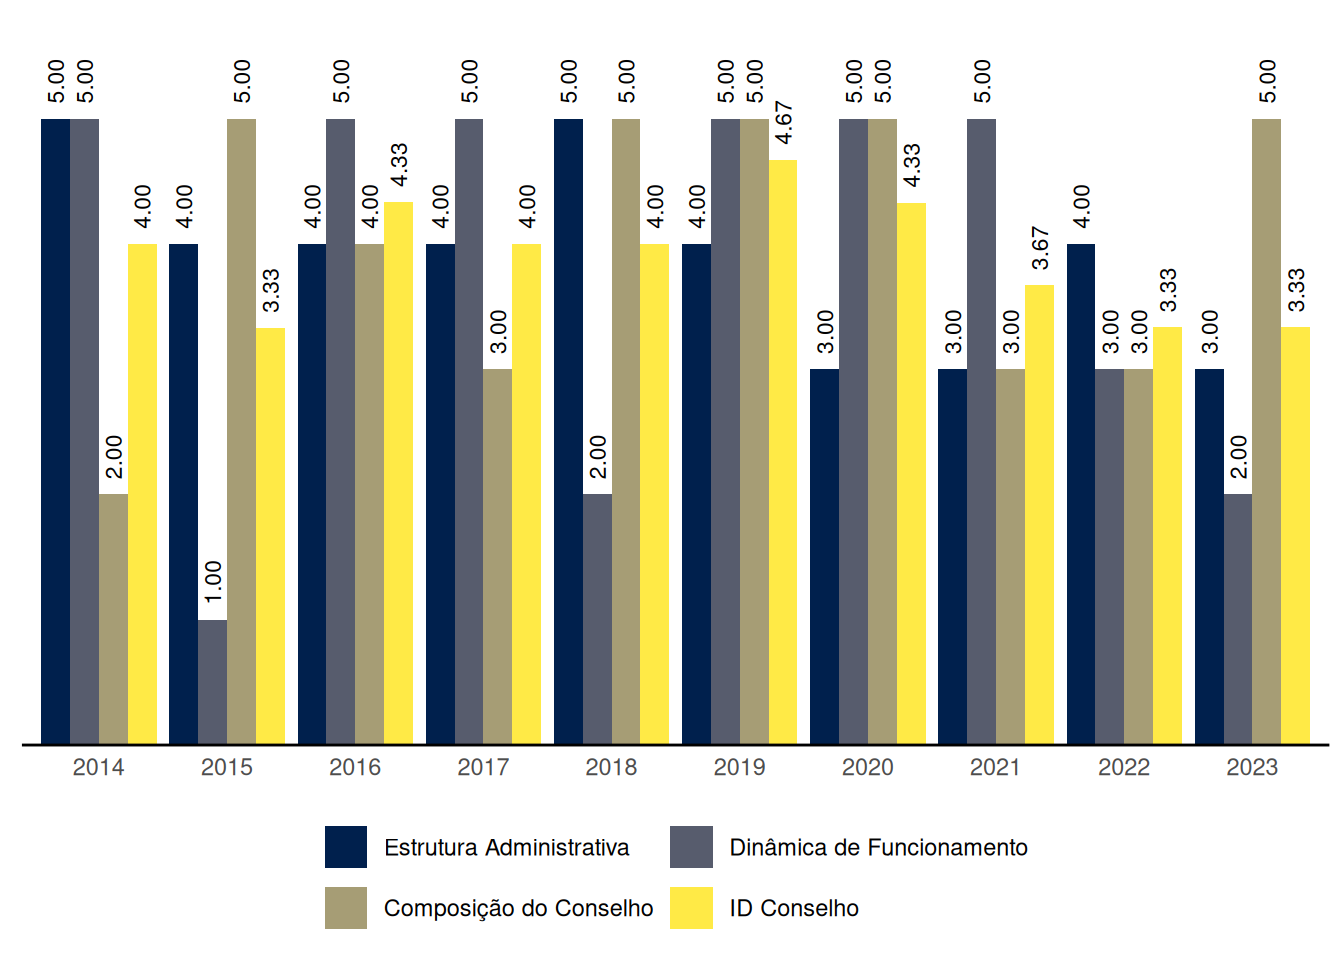 5.00 5.00 2.00 4.00
4.00 1.00 5.00 3.33
4.00 5.00 4.00 4.33
4.00 5.00 3.00 4.00
5.00 2.00 5.00 4.00
4.00 5.00 5.00 4.67
3.00 5.00 5.00 4.33
3.00 5.00 3.00 3.67
4.00 3.00 3.00 3.33
3.00 2.00 5.00 3.33
2014 2015 2016 2017 2018 2019 2020 2021 2022 2023
Estrutura Administrativa Dinâmica de Funcionamento
Composição do Conselho ID Conselho